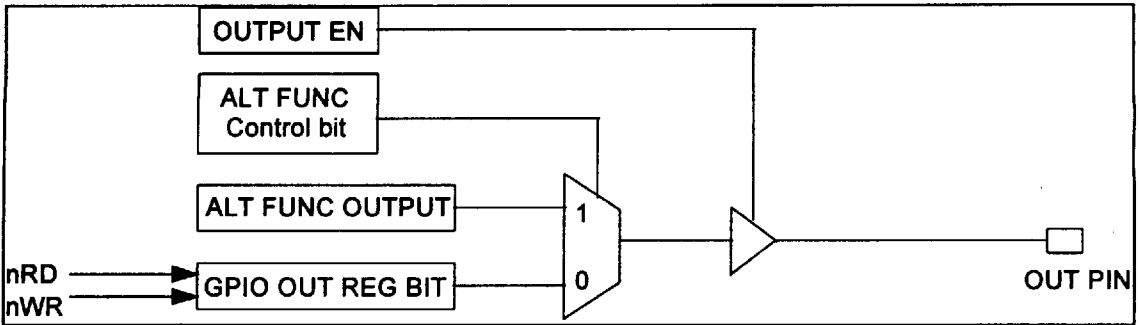 OUTPUT EN
ALT FUNC
Control bit
ALT FUNC OUTPUT
1
nRD
nWR
GPIO OUT REG BIT
0
OUT PIN